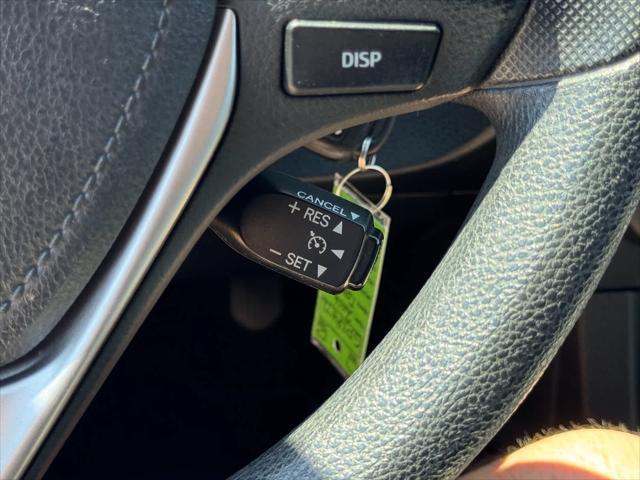 DISP
CANCEL ▼
+ RES ▲
− SET ▼